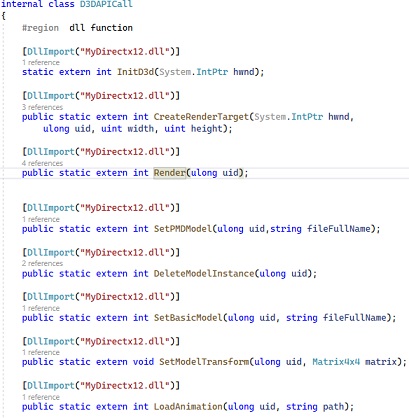 internal class D3DAPICall
{
#region dll function
[DllImport("MyDirectx12.dll")]
1 reference
static extern int InitD3d(System.IntPtr hwnd);
[DllImport("MyDirectx12.dll")]
3 references
public static extern int CreateRenderTarget(System.IntPtr hwnd,
ulong uid, uint width, uint height);
[DllImport("MyDirectx12.dll")]
4 references
public static extern int Render(ulong uid);
[DllImport("MyDirectx12.dll")]
1 reference
public static extern int SetPMDModel(ulong uid,string fileFullName);
[DllImport("MyDirectx12.dll")]
2 references
public static extern int DeleteModelInstance(ulong uid);
[DllImport("MyDirectx12.dll")]
1 reference
public static extern int SetBasicModel(ulong uid, string fileFullName);
[DllImport("MyDirectx12.dll")]
1 reference
public static extern void SetModelTransform(ulong uid, Matrix4x4 matrix);
[DllImport("MyDirectx12.dll")]
1 reference
public static extern int LoadAnimation(ulong uid, string path);